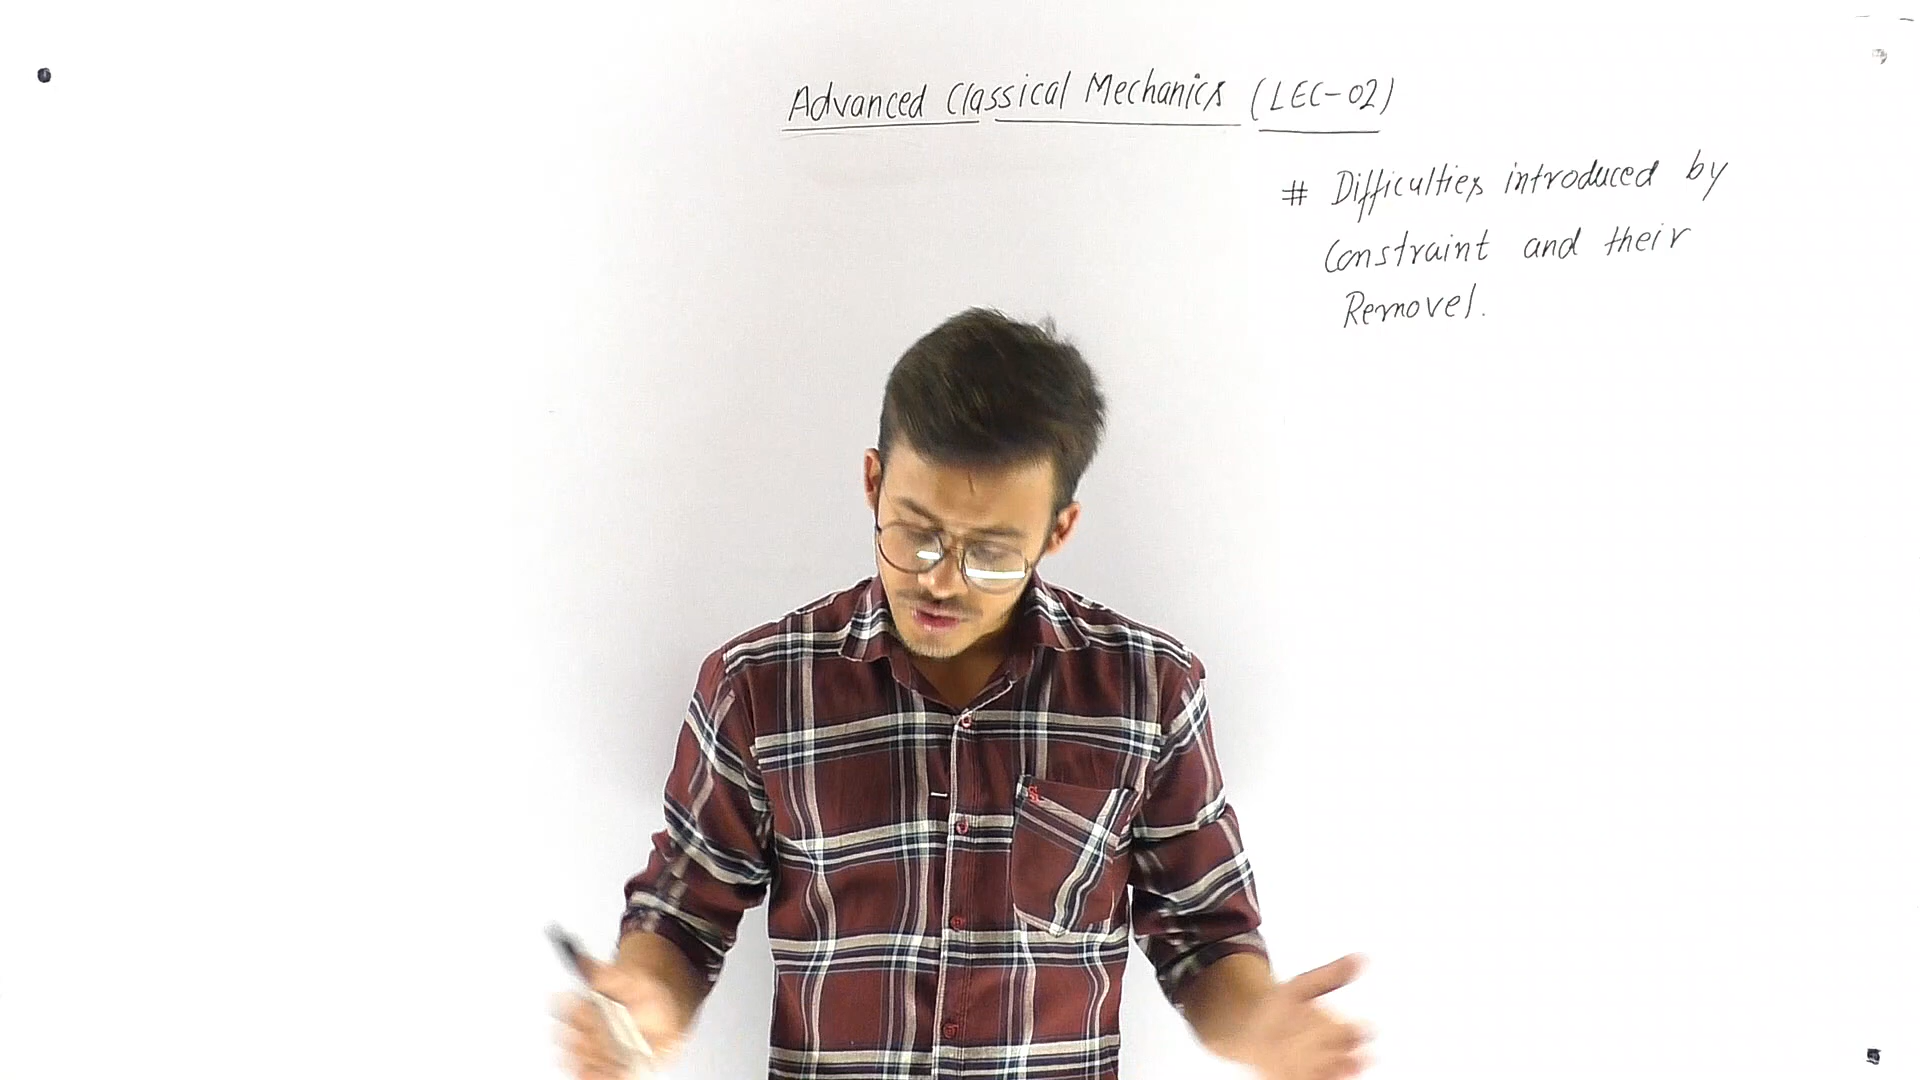 Advanced Classical Mechanics (LEC-02)
# Difficulties introduced by
Constraint and their
Removel.